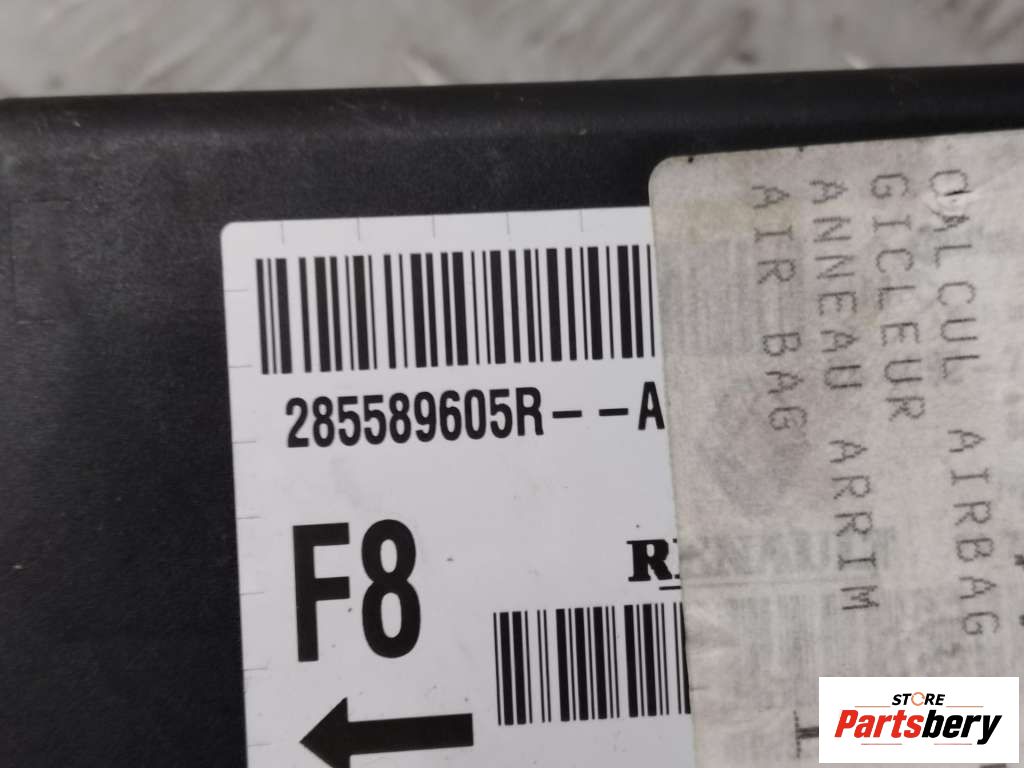 285589605R--A
F8
CALCUL AIRBAG
GICLEUR
ANNEAU ARRIM
AIR BAG
STORE
Partsbery